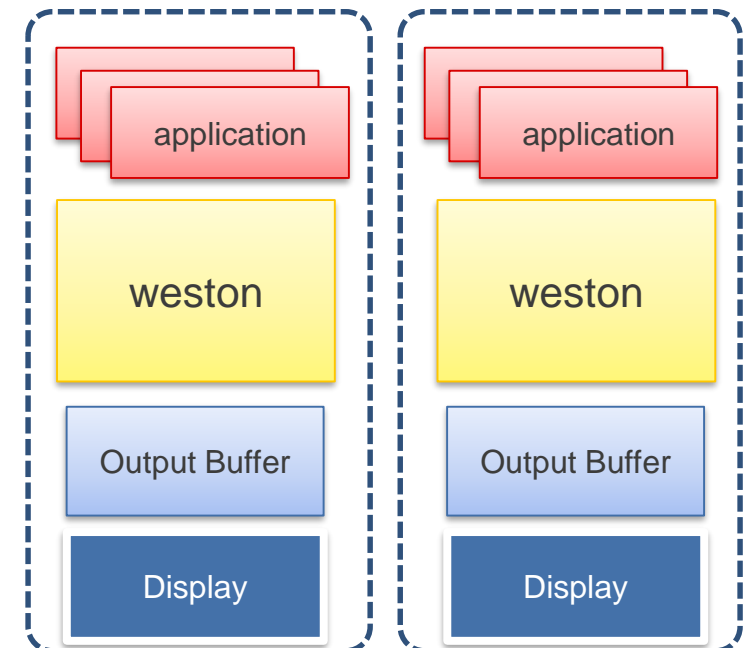 application
weston
Output Buffer
Display
application
weston
Output Buffer
Display